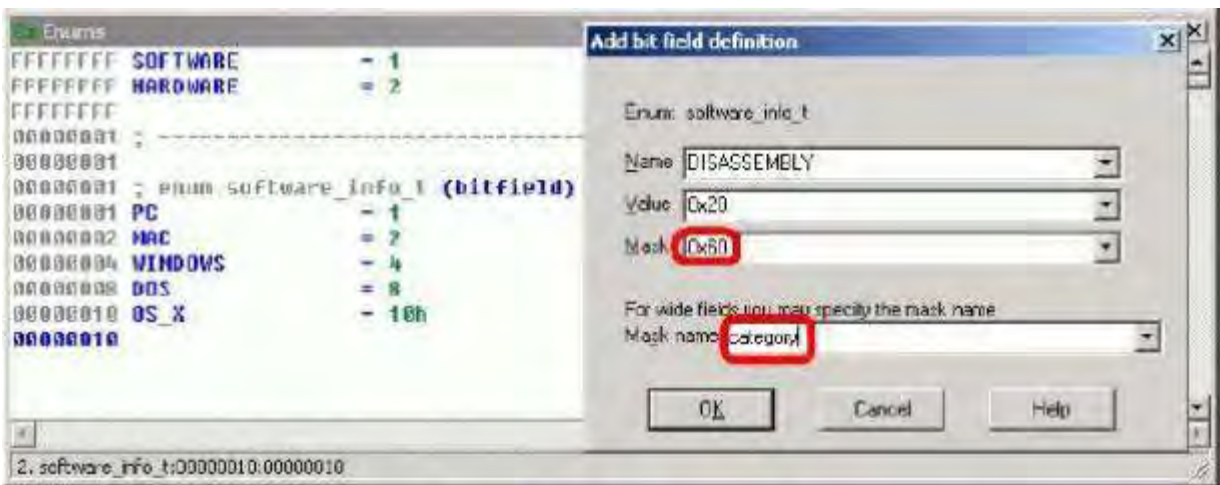 Enums
FFFFFFFF SOFTWARE = 1
FFFFFFFF HARDWARE = 2
FFFFFFFF
00000001 ; ----------------------------------------
00000001
00000001 ; enum software_info_t (bitfield)
00000001 PC = 1
00000002 MAC = 2
00000004 WINDOWS = 4
00000008 DOS = 8
00000010 OS_X = 10h
00000010
2. software_info_t:00000010:00000010
Add bit field definition
Enum: software_info_t
Name DISASSEMBLY
Value 0x20
Mask 0x60
For wide fields you may specify the mask name
Mask name category
OK Cancel Help